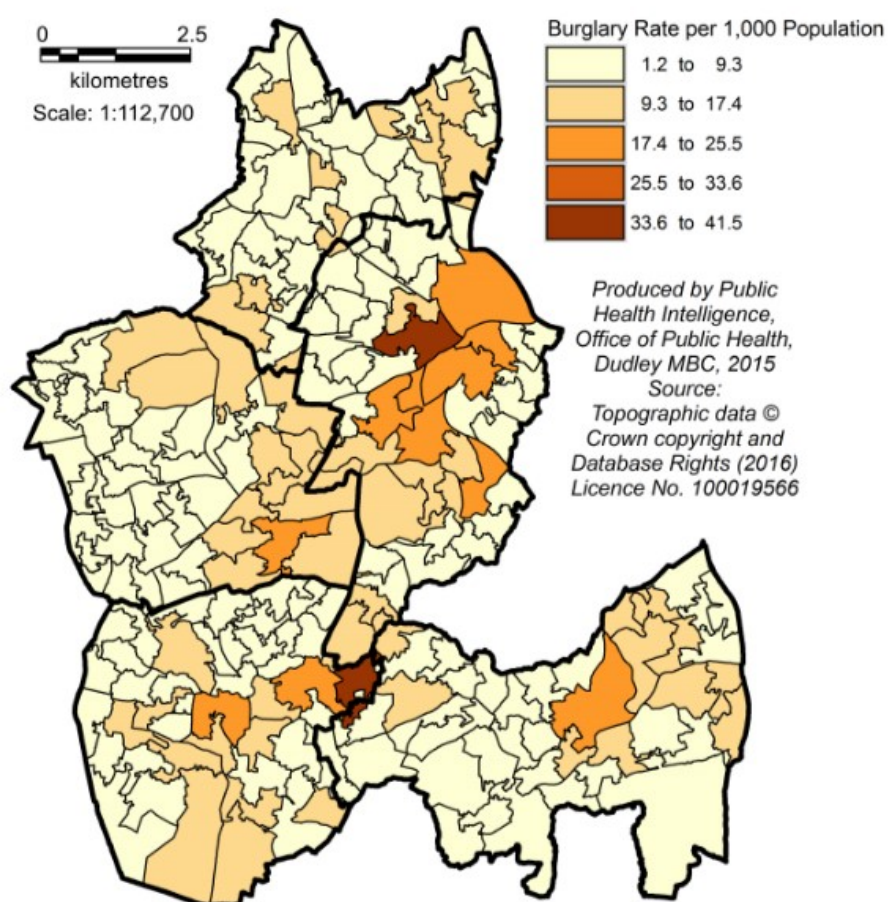 0 2.5
kilometres
Scale: 1:112,700
Burglary Rate per 1,000 Population
1.2 to 9.3
9.3 to 17.4
17.4 to 25.5
25.5 to 33.6
33.6 to 41.5
Produced by Public
Health Intelligence,
Office of Public Health,
Dudley MBC, 2015
Source:
Topographic data ©
Crown copyright and
Database Rights (2016)
Licence No. 100019566